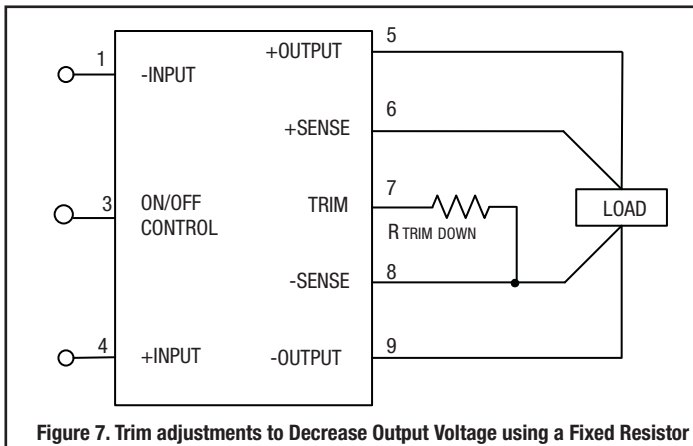 5
+OUTPUT
1
-INPUT
6
+SENSE
3
ON/OFF
CONTROL
TRIM
7
R TRIM DOWN
LOAD
8
-SENSE
4
+INPUT
-OUTPUT
9
Figure 7. Trim adjustments to Decrease Output Voltage using a Fixed Resistor